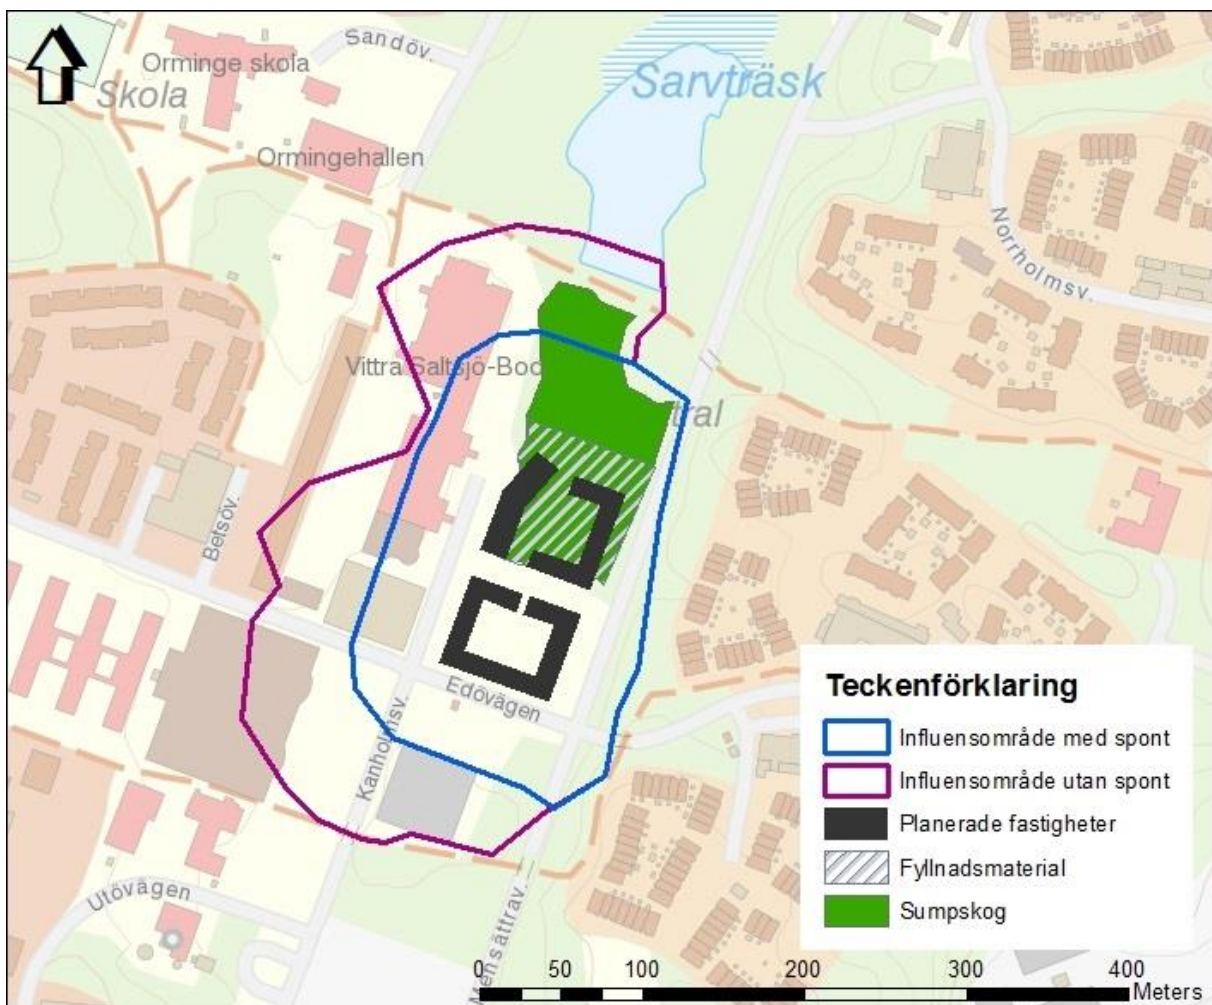 Sandöv.
Orminge skola
Skola
Sarvträsk
Ormingehallen
Norrholmsv.
Vittra Saltsjö-Boo
tral
Betsöv.
Edövägen
Kanholmsv.
Utövägen
Mensättrav.
Teckenförklaring
Influensområde med spont
Influensområde utan spont
Planerade fastigheter
Fyllnadsmaterial
Sumpskog
0 50 100 200 300 400
Meters